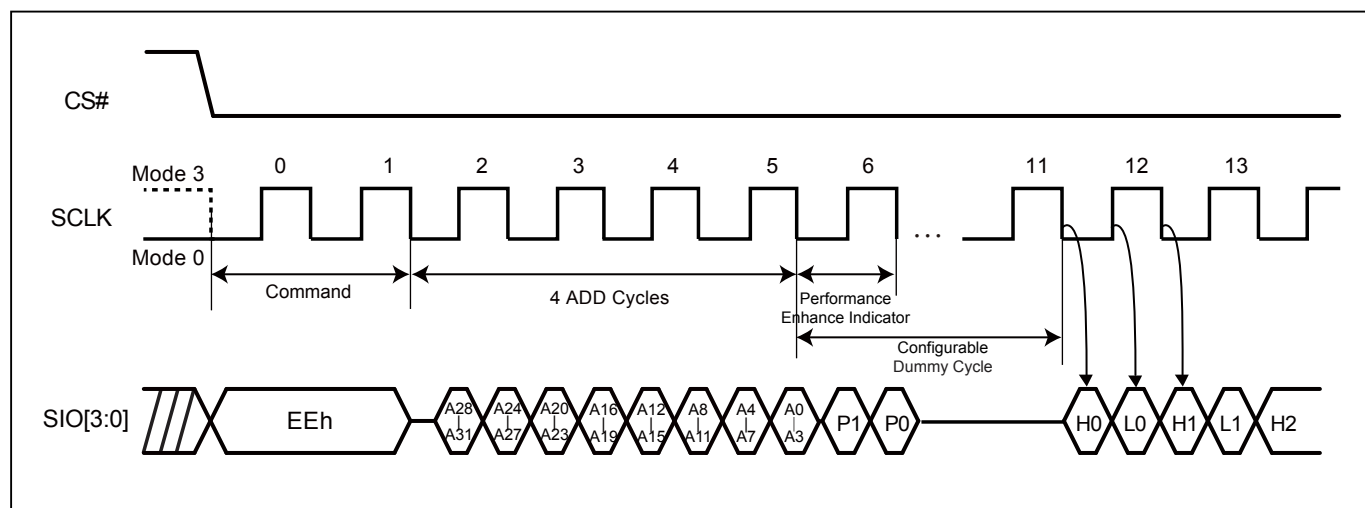 CS#
0 1 2 3 4 5 6 11 12 13
Mode 3
SCLK
...
Mode 0
Command
4 ADD Cycles
Performance
Enhance Indicator
Configurable
Dummy Cycle
SIO[3:0]
EEh
A28
A31
A24
A27
A20
A23
A16
A19
A12
A15
A8
A11
A4
A7
A0
A3
P1
P0
H0
L0
H1
L1
H2